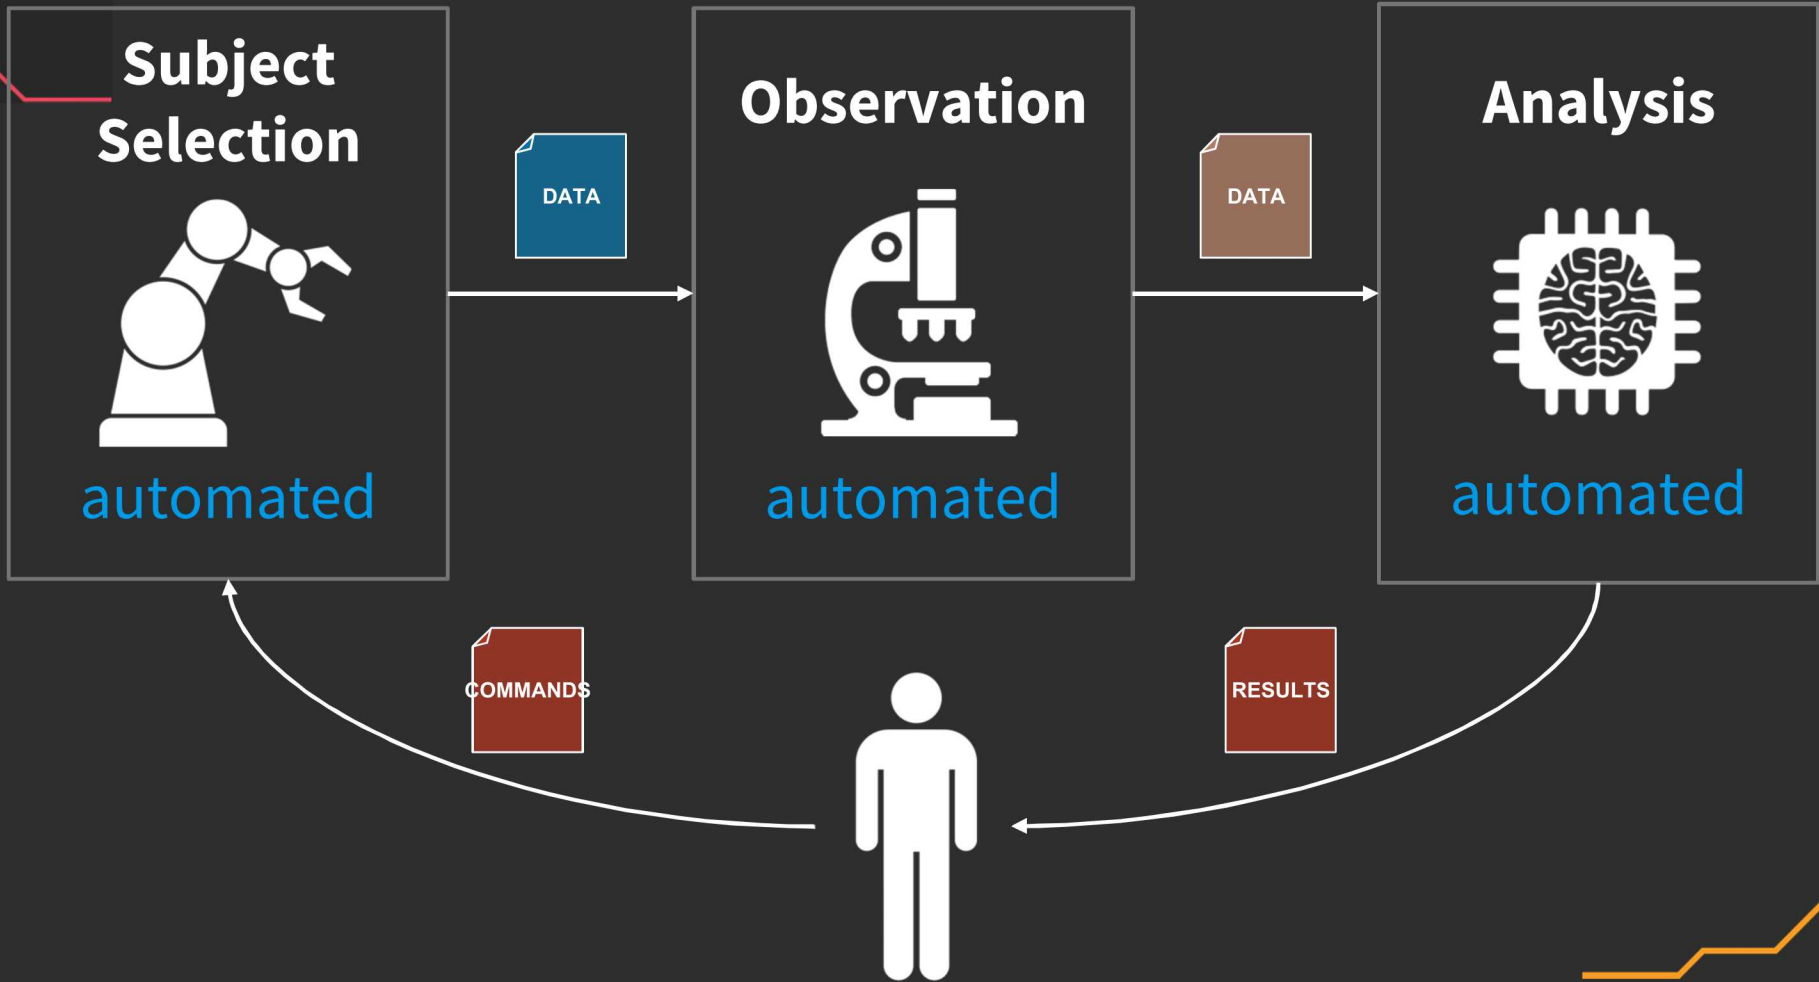 Subject
Selection
automated
DATA
Observation
automated
DATA
Analysis
automated
COMMANDS
RESULTS